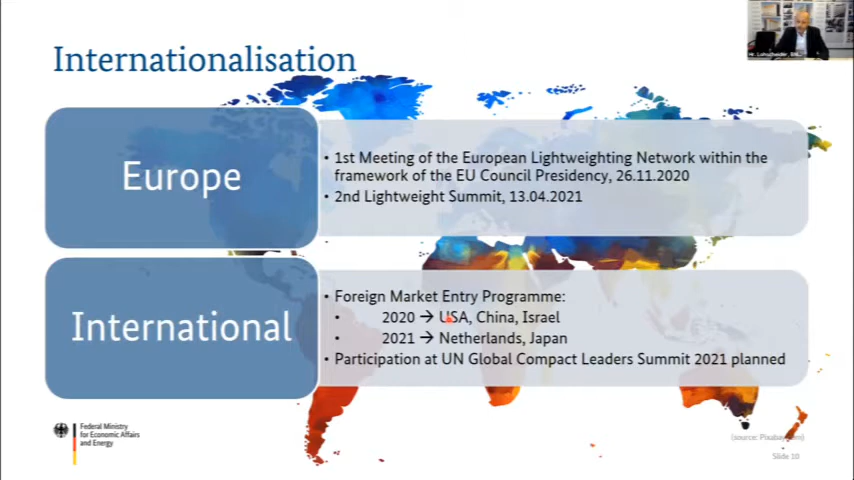 Internationalisation
Europe
• 1st Meeting of the European Lightweighting Network within the
framework of the EU Council Presidency, 26.11.2020
• 2nd Lightweight Summit, 13.04.2021
International
• Foreign Market Entry Programme:
• 2020 → USA, China, Israel
• 2021 → Netherlands, Japan
• Participation at UN Global Compact Leaders Summit 2021 planned
Federal Ministry
for Economic Affairs
and Energy
(source: Pixabay
Slide 10